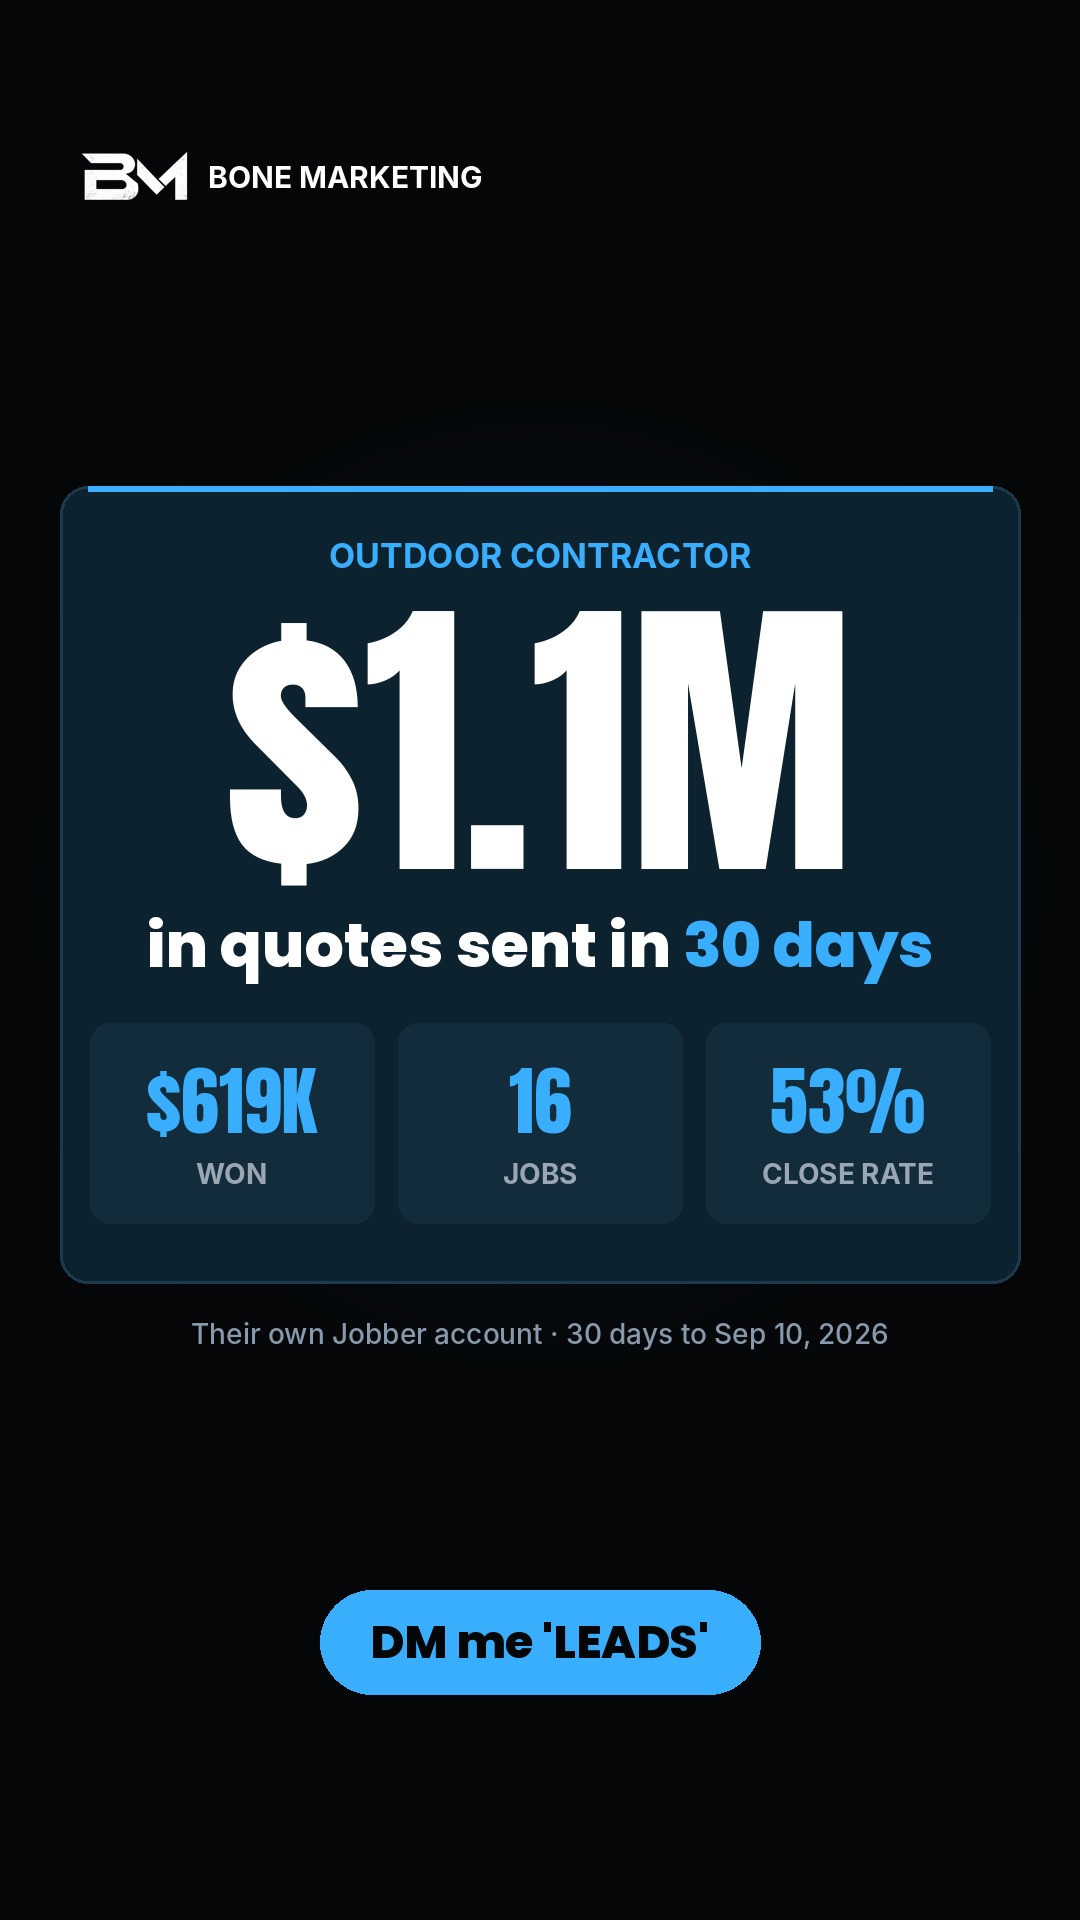 BM BONE MARKETING
OUTDOOR CONTRACTOR
$1.1M
in quotes sent in 30 days
$619K
WON
16
JOBS
53%
CLOSE RATE
Their own Jobber account · 30 days to Sep 10, 2026
DM me 'LEADS'